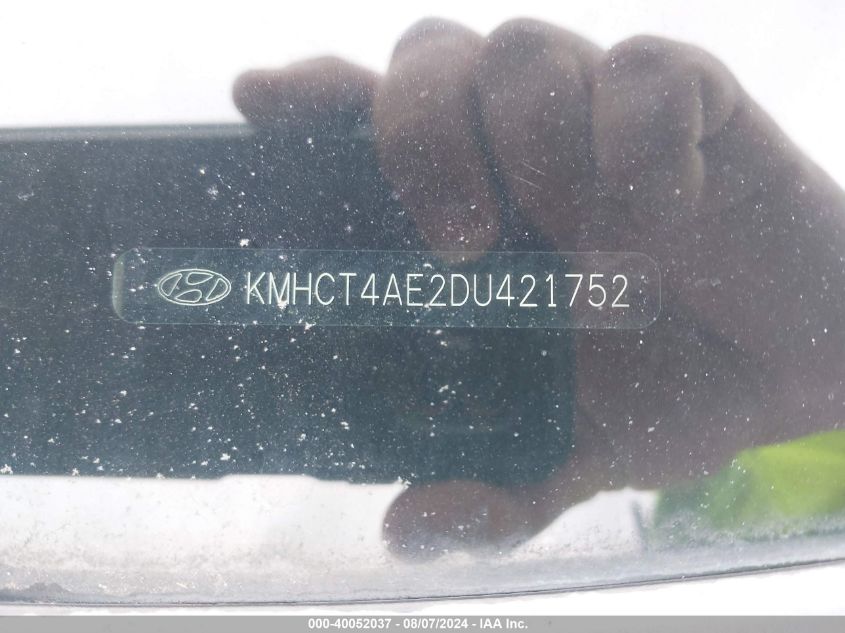 KMHCT4AE2DU421752
000-40052037 - 08/07/2024 - IAA Inc.